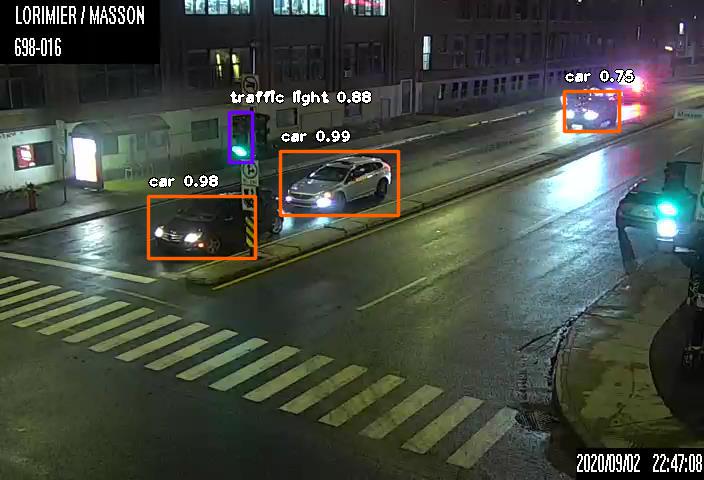 LORIMIER / MASSON
698-016
car 0.75
traffic light 0.88
car 0.99
car 0.98
2020/09/02 22:47:08